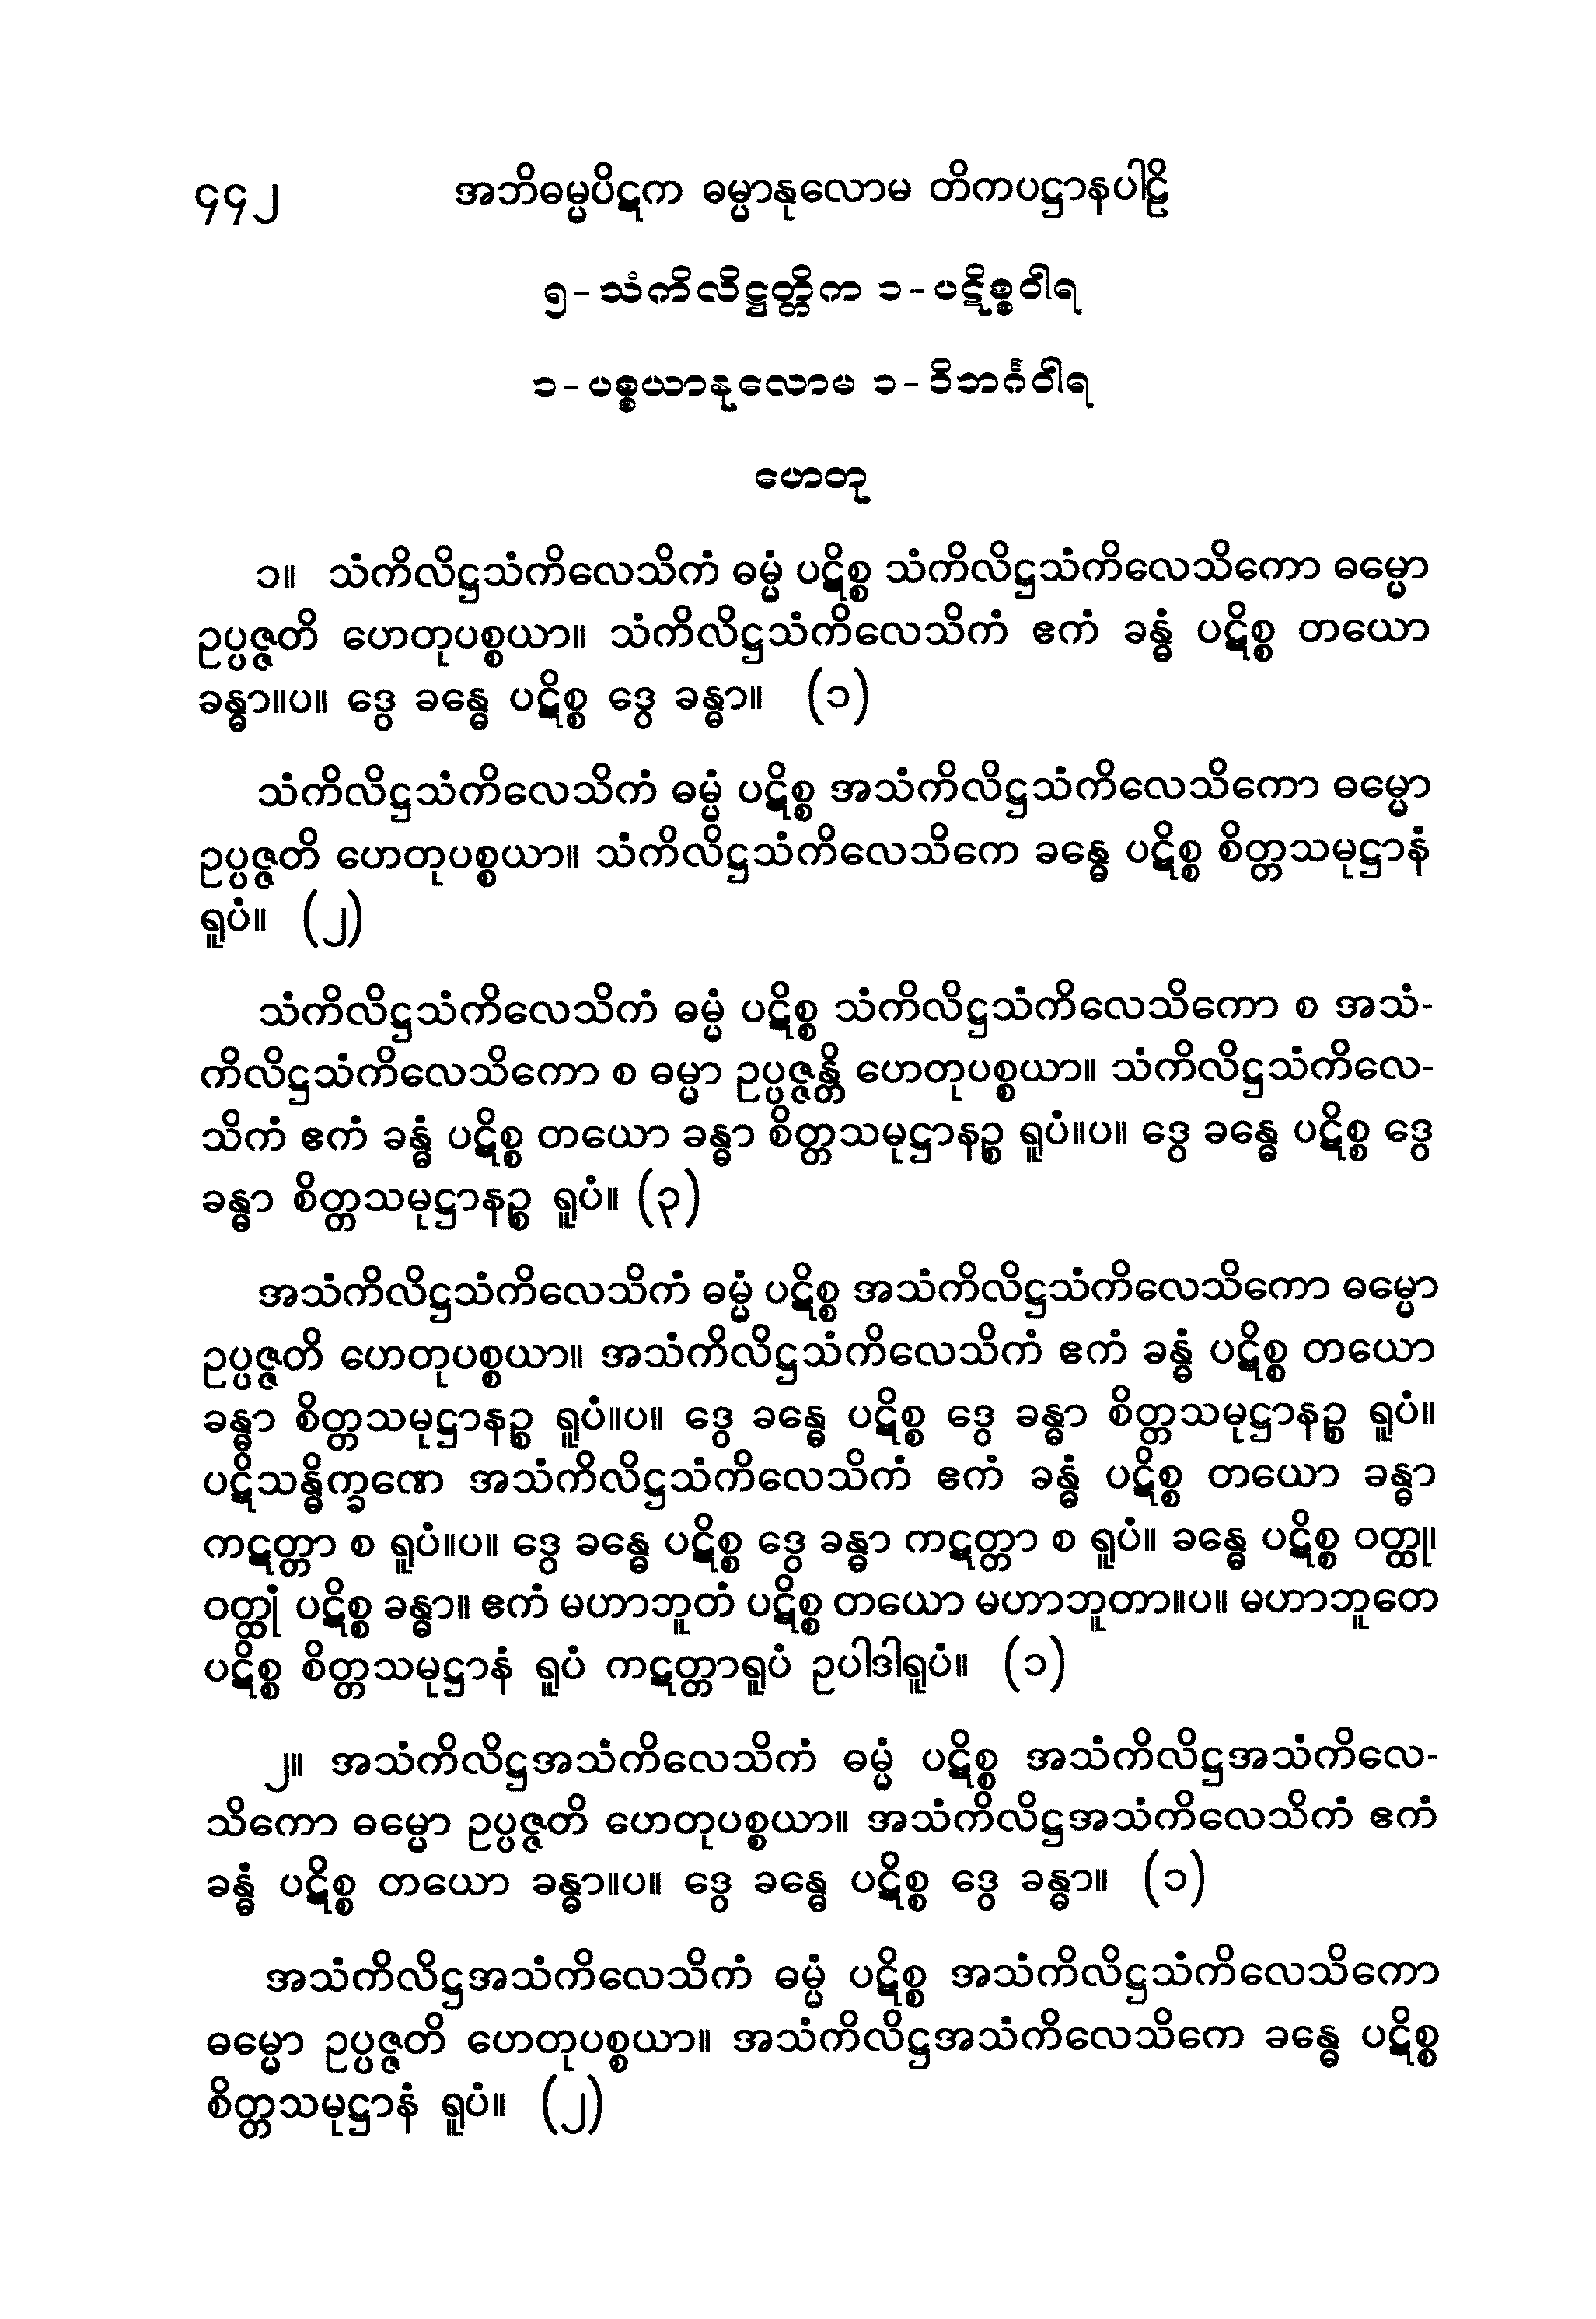 ၄၄၂ အဘိဓမ္မပိဋက ဓမ္မာနုလောမ တိကပဋ္ဌာနပါဠိ
၅-သံကိလိဋ္ဌတ္တိက ၁-ပဋိစ္စဝါရ
၁-ပစ္စယာနုလောမ ၁-ဝိဘင်္ဂဝါရ
ဟေတု
၁။ သံကိလိဋ္ဌသံကိလေသိကံ ဓမ္မံ ပဋိစ္စ သံကိလိဋ္ဌသံကိလေသိကော ဓမ္မော
ဥပ္ပဇ္ဇတိ ဟေတုပစ္စယာ။ သံကိလိဋ္ဌသံကိလေသိကံ ဧကံ ခန္ဓံ ပဋိစ္စ တယော
ခန္ဓာ။ပ။ ဒွေ ခန္ဓေ ပဋိစ္စ ဒွေ ခန္ဓာ။ (၁)
သံကိလိဋ္ဌသံကိလေသိကံ ဓမ္မံ ပဋိစ္စ အသံကိလိဋ္ဌသံကိလေသိကော ဓမ္မော
ဥပ္ပဇ္ဇတိ ဟေတုပစ္စယာ။ သံကိလိဋ္ဌသံကိလေသိကေ ခန္ဓေ ပဋိစ္စ စိတ္တသမုဋ္ဌာနံ
ရူပံ။ (၂)
သံကိလိဋ္ဌသံကိလေသိကံ ဓမ္မံ ပဋိစ္စ သံကိလိဋ္ဌသံကိလေသိကော စ အသံ-
ကိလိဋ္ဌသံကိလေသိကော စ ဓမ္မာ ဥပ္ပဇ္ဇန္တိ ဟေတုပစ္စယာ။ သံကိလိဋ္ဌသံကိလေ-
သိကံ ဧကံ ခန္ဓံ ပဋိစ္စ တယော ခန္ဓာ စိတ္တသမုဋ္ဌာနဉ္စ ရူပံ။ပ။ ဒွေ ခန္ဓေ ပဋိစ္စ ဒွေ
ခန္ဓာ စိတ္တသမုဋ္ဌာနဉ္စ ရူပံ။ (၃)
အသံကိလိဋ္ဌသံကိလေသိကံ ဓမ္မံ ပဋိစ္စ အသံကိလိဋ္ဌသံကိလေသိကော ဓမ္မော
ဥပ္ပဇ္ဇတိ ဟေတုပစ္စယာ။ အသံကိလိဋ္ဌသံကိလေသိကံ ဧကံ ခန္ဓံ ပဋိစ္စ တယော
ခန္ဓာ စိတ္တသမုဋ္ဌာနဉ္စ ရူပံ။ပ။ ဒွေ ခန္ဓေ ပဋိစ္စ ဒွေ ခန္ဓာ စိတ္တသမုဋ္ဌာနဉ္စ ရူပံ။
ပဋိသန္ဓိက္ခဏေ အသံကိလိဋ္ဌသံကိလေသိကံ ဧကံ ခန္ဓံ ပဋိစ္စ တယော ခန္ဓာ
ကဋတ္တာ စ ရူပံ။ပ။ ဒွေ ခန္ဓေ ပဋိစ္စ ဒွေ ခန္ဓာ ကဋတ္တာ စ ရူပံ။ ခန္ဓေ ပဋိစ္စ ဝတ္ထု၊
ဝတ္ထုံ ပဋိစ္စ ခန္ဓာ။ ဧကံ မဟာဘူတံ ပဋိစ္စ တယော မဟာဘူတာ။ပ။ မဟာဘူတေ
ပဋိစ္စ စိတ္တသမုဋ္ဌာနံ ရူပံ ကဋတ္တာရူပံ ဥပါဒါရူပံ။ (၁)
၂။ အသံကိလိဋ္ဌအသံကိလေသိကံ ဓမ္မံ ပဋိစ္စ အသံကိလိဋ္ဌအသံကိလေ-
သိကော ဓမ္မော ဥပ္ပဇ္ဇတိ ဟေတုပစ္စယာ။ အသံကိလိဋ္ဌအသံကိလေသိကံ ဧကံ
ခန္ဓံ ပဋိစ္စ တယော ခန္ဓာ။ပ။ ဒွေ ခန္ဓေ ပဋိစ္စ ဒွေ ခန္ဓာ။ (၁)
အသံကိလိဋ္ဌအသံကိလေသိကံ ဓမ္မံ ပဋိစ္စ အသံကိလိဋ္ဌသံကိလေသိကော
ဓမ္မော ဥပ္ပဇ္ဇတိ ဟေတုပစ္စယာ။ အသံကိလိဋ္ဌအသံကိလေသိကေ ခန္ဓေ ပဋိစ္စ
စိတ္တသမုဋ္ဌာနံ ရူပံ။ (၂)